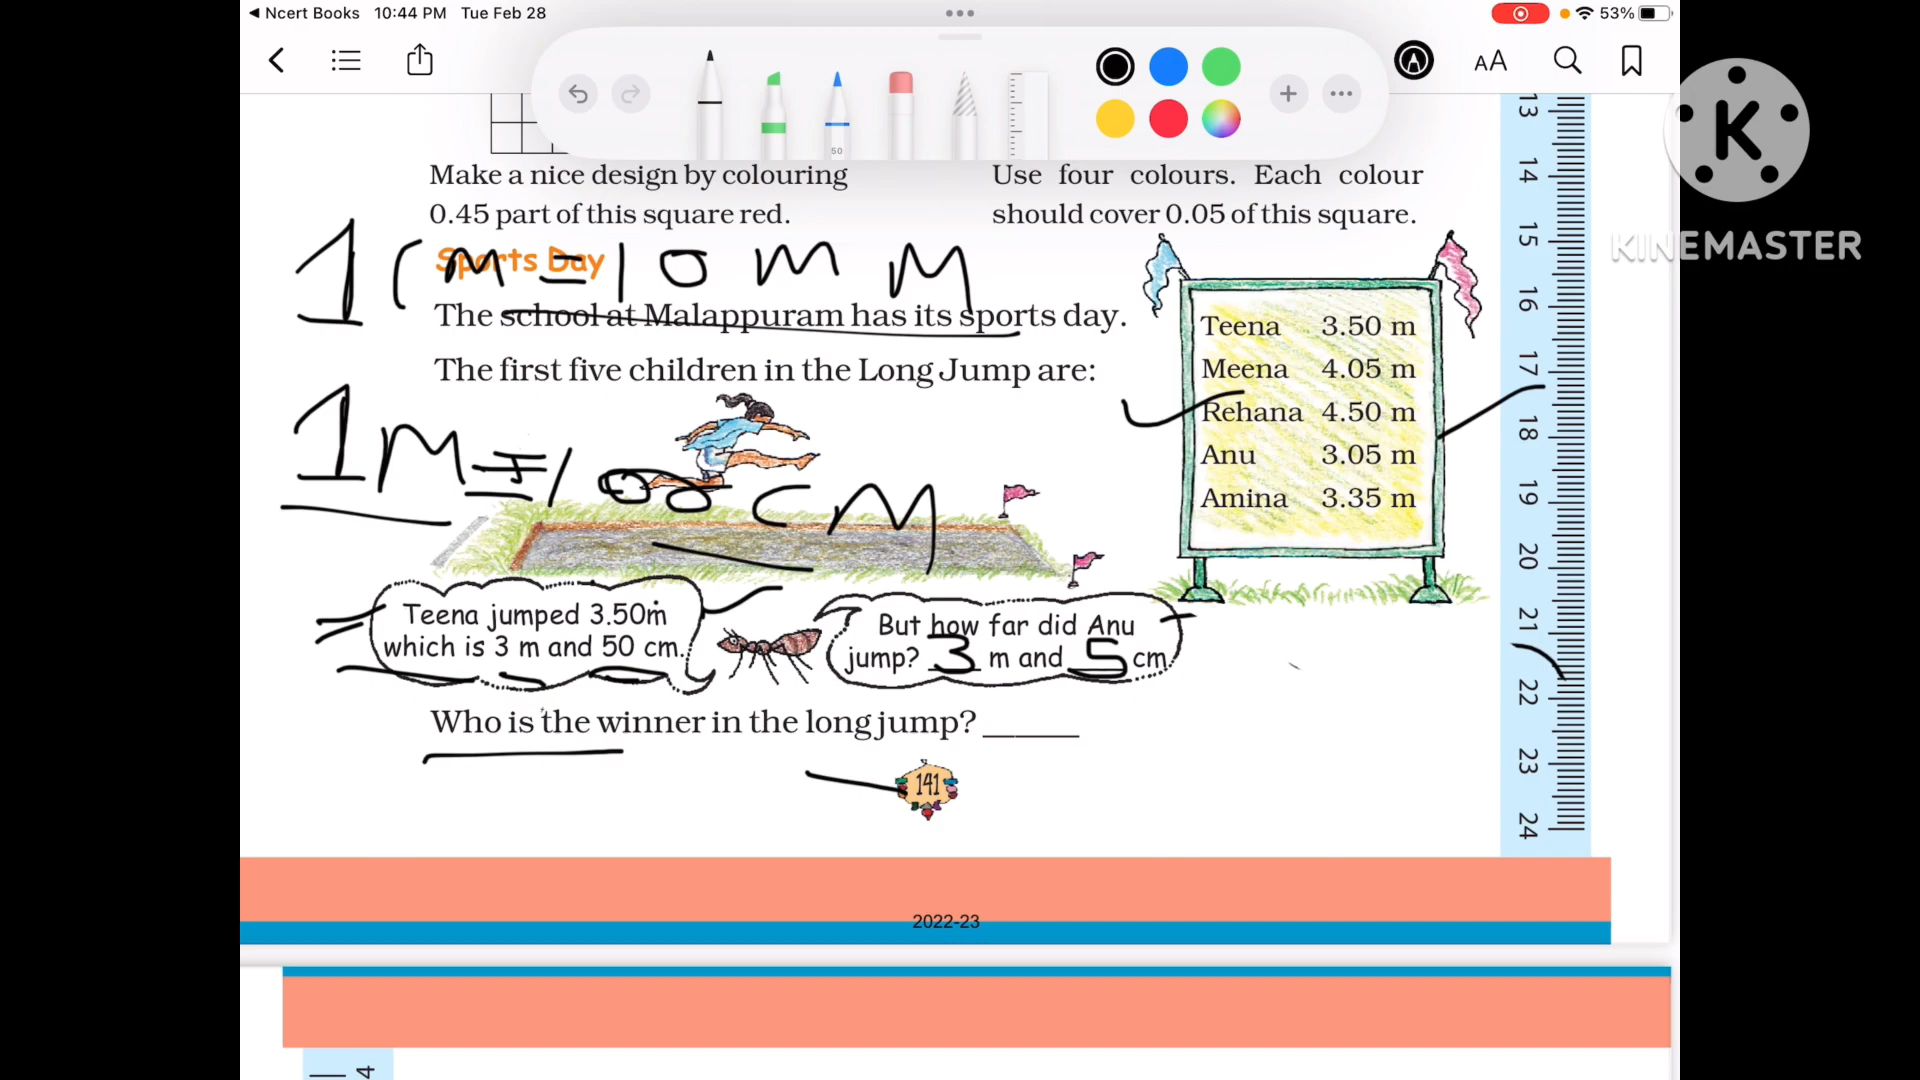 Ncert Books 10:44 PM Tue Feb 28
53%
AA
50
K
KINEMASTER
Make a nice design by colouring
0.45 part of this square red.
Use four colours. Each colour
should cover 0.05 of this square.
Sports Day
1 cm = 10 mm
The school at Malappuram has its sports day.
The first five children in the Long Jump are:
Teena 3.50 m
Meena 4.05 m
Rehana 4.50 m
Anu 3.05 m
Amina 3.35 m
1m = 100 cm
Teena jumped 3.50m
which is 3 m and 50 cm.
But how far did Anu
jump? 3 m and 5 cm
Who is the winner in the long jump? ______
141
13
14
15
16
17
18
19
20
21
22
23
24
2022-23
4